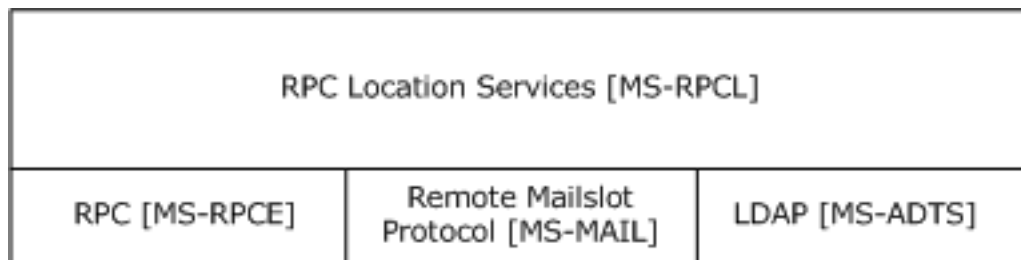 RPC Location Services [MS-RPCL]
RPC [MS-RPCE]
Remote Mailslot
Protocol [MS-MAIL]
LDAP [MS-ADTS]